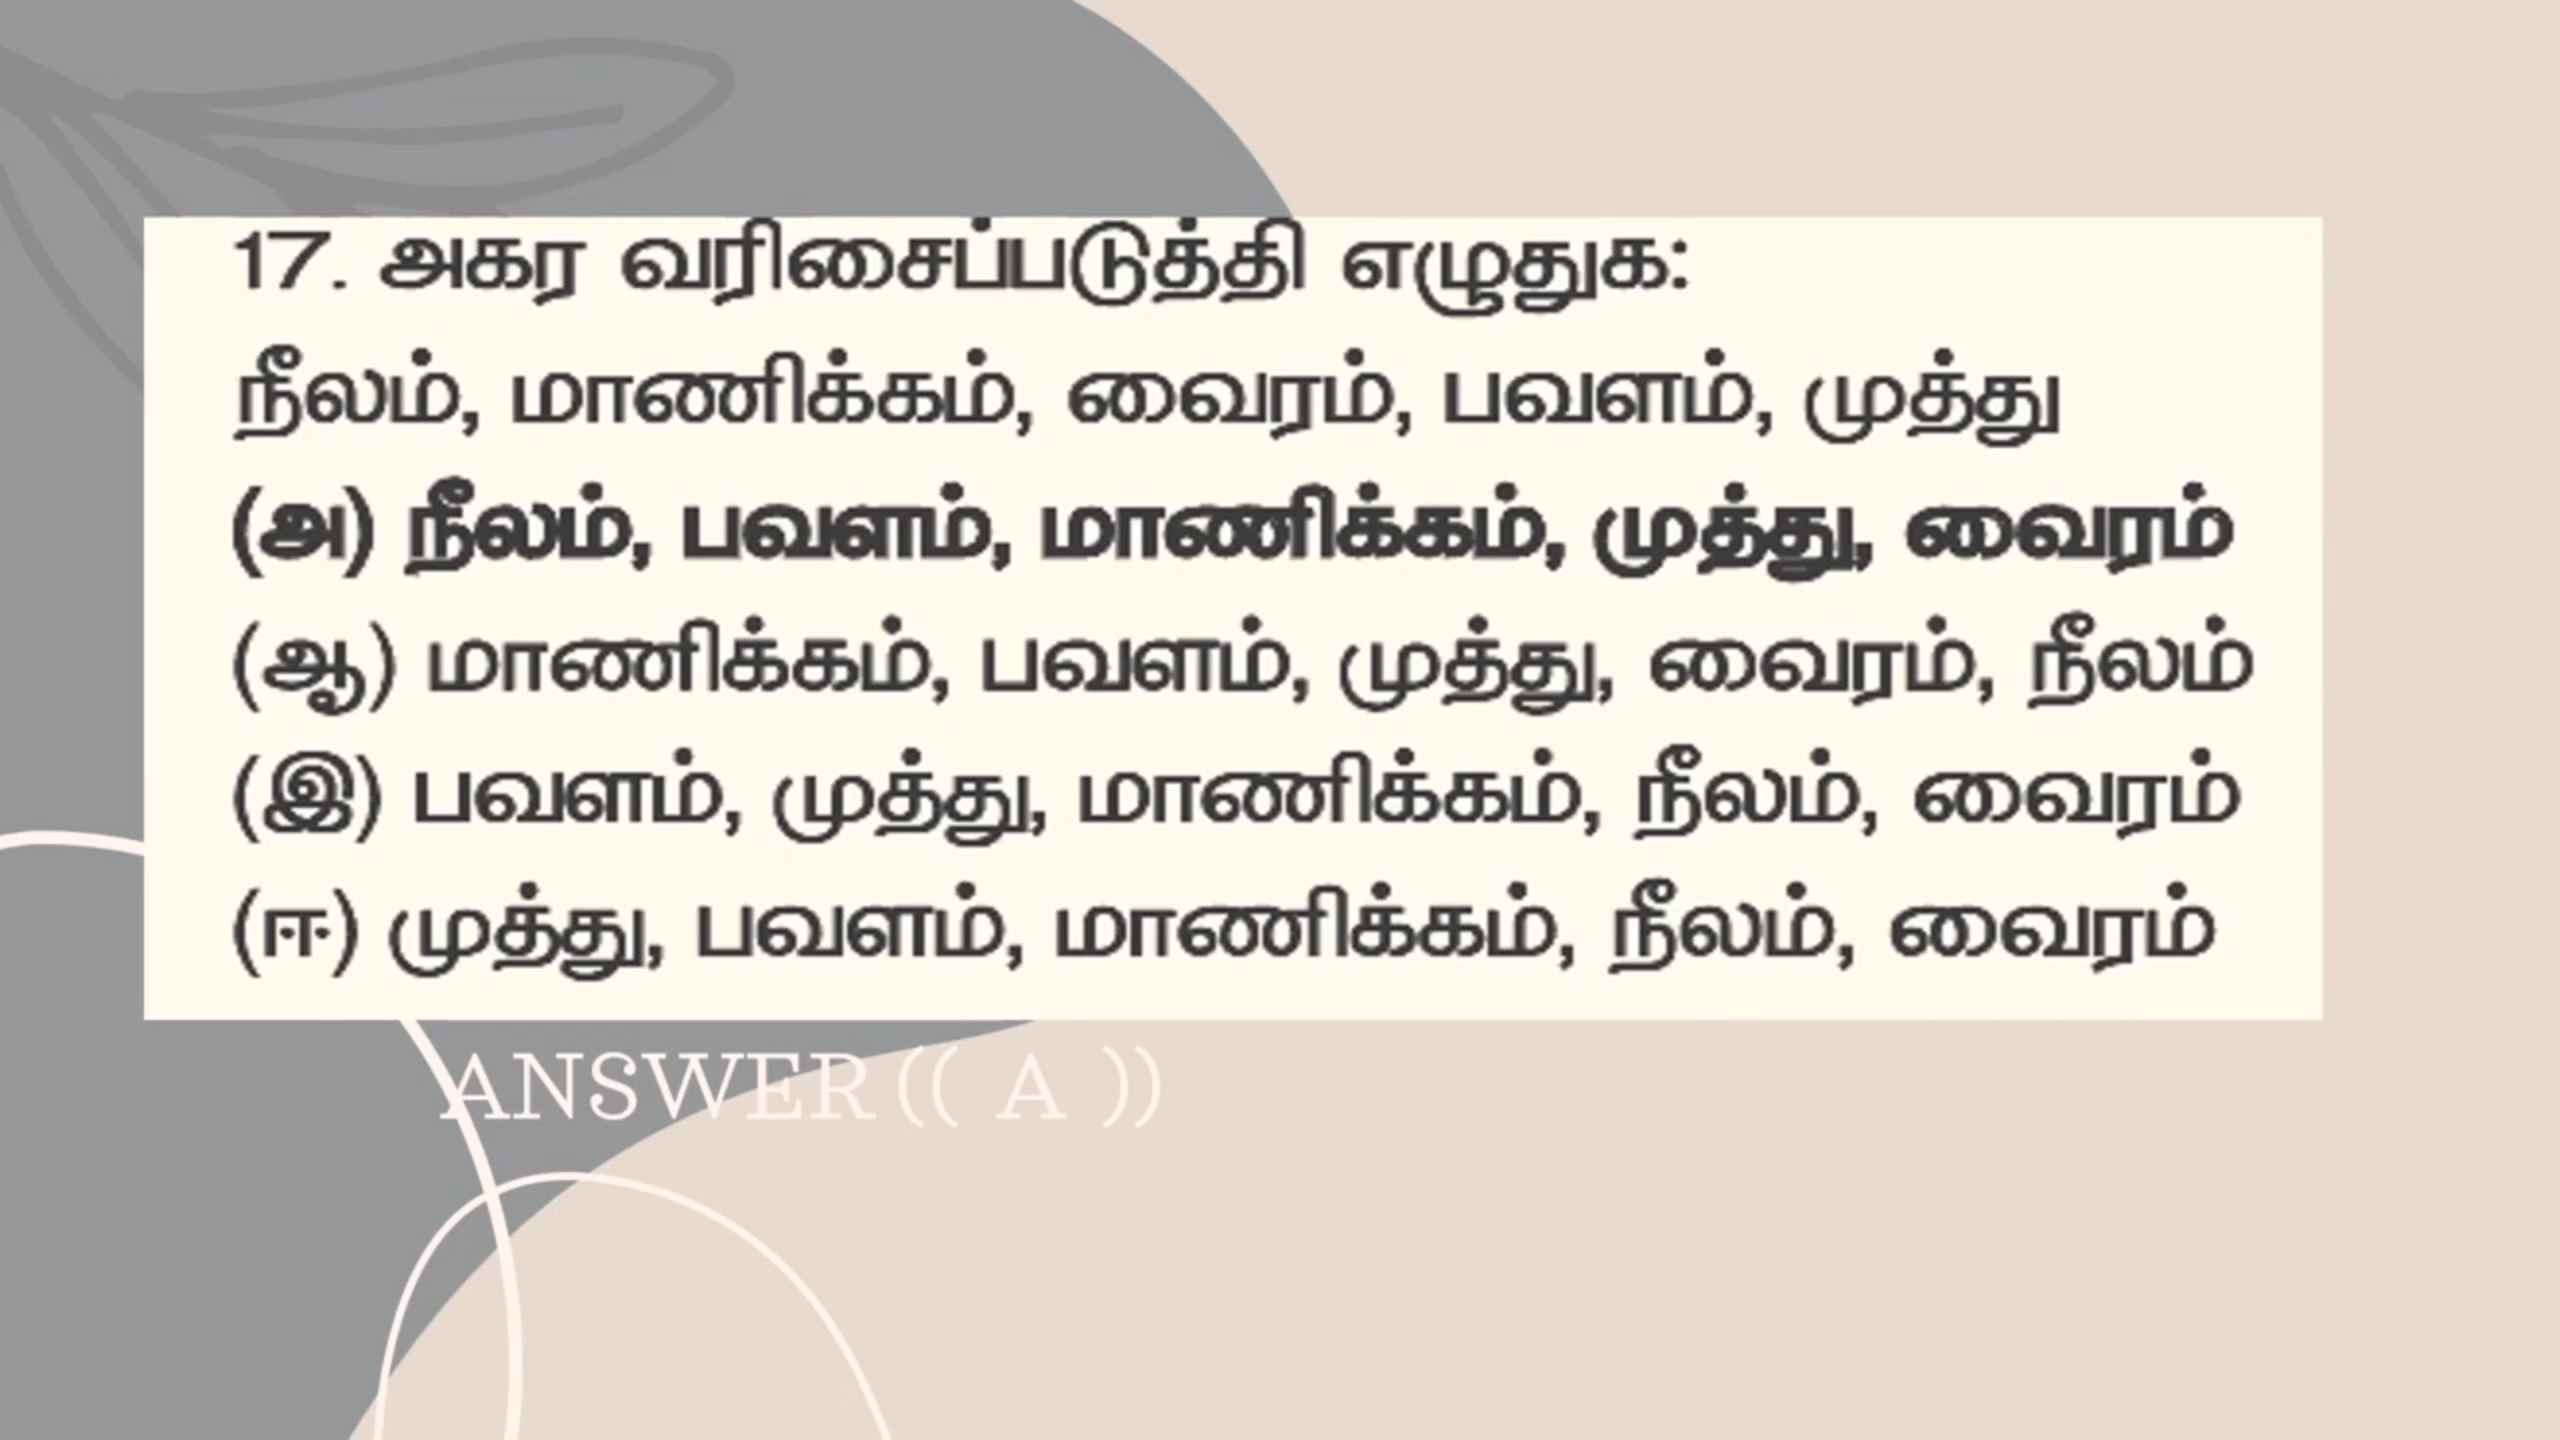 17. அகர வரிசைப்படுத்தி எழுதுக:
நீலம், மாணிக்கம், வைரம், பவளம், முத்து
(அ) நீலம், பவளம், மாணிக்கம், முத்து, வைரம்
(ஆ) மாணிக்கம், பவளம், முத்து, வைரம், நீலம்
(இ) பவளம், முத்து, மாணிக்கம், நீலம், வைரம்
(ஈ) முத்து, பவளம், மாணிக்கம், நீலம், வைரம்
ANSWER (( A ))